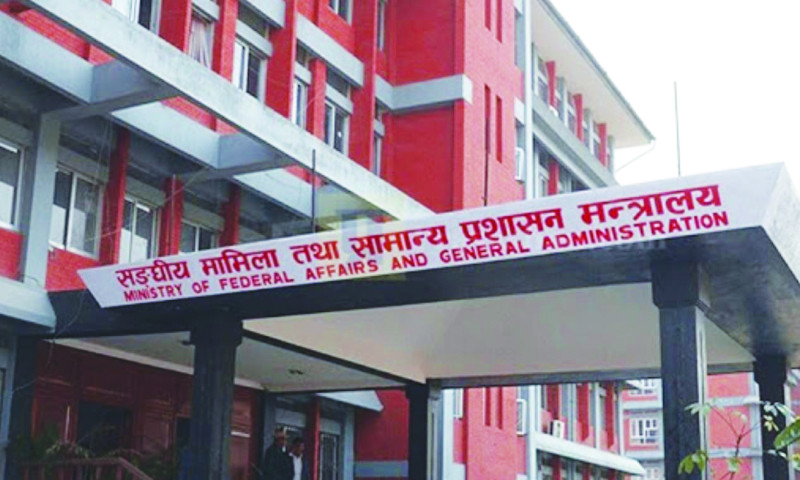 सङ्घीय मामिला तथा सामान्य प्रशासन मन्त्रालय
MINISTRY OF FEDERAL AFFAIRS AND GENERAL ADMINISTRATION